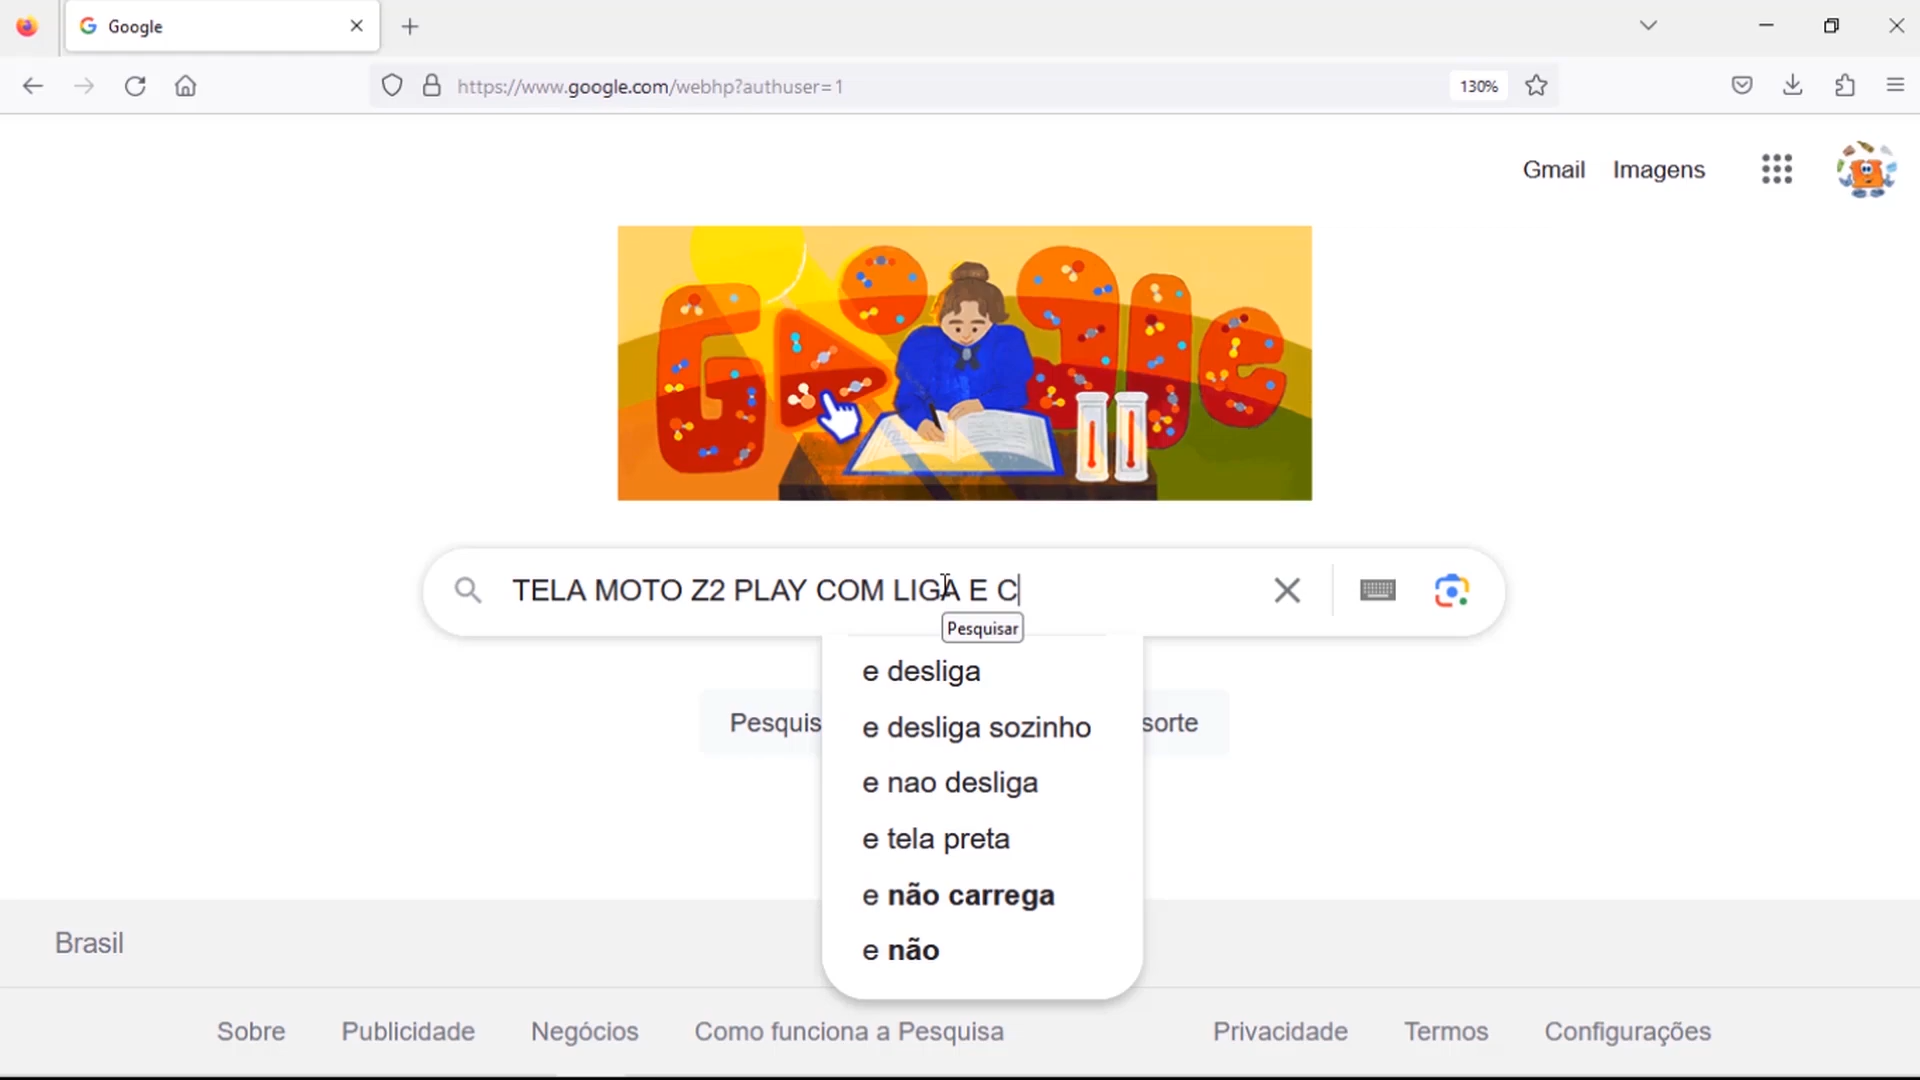 Google
https://www.google.com/webhp?authuser=1
130%
Gmail Imagens
TELA MOTO Z2 PLAY COM LIGA E C
Pesquisar
e desliga
e desliga sozinho
Pesquis
sorte
e nao desliga
e tela preta
e não carrega
e não
Brasil
Sobre Publicidade Negócios Como funciona a Pesquisa Privacidade Termos Configurações